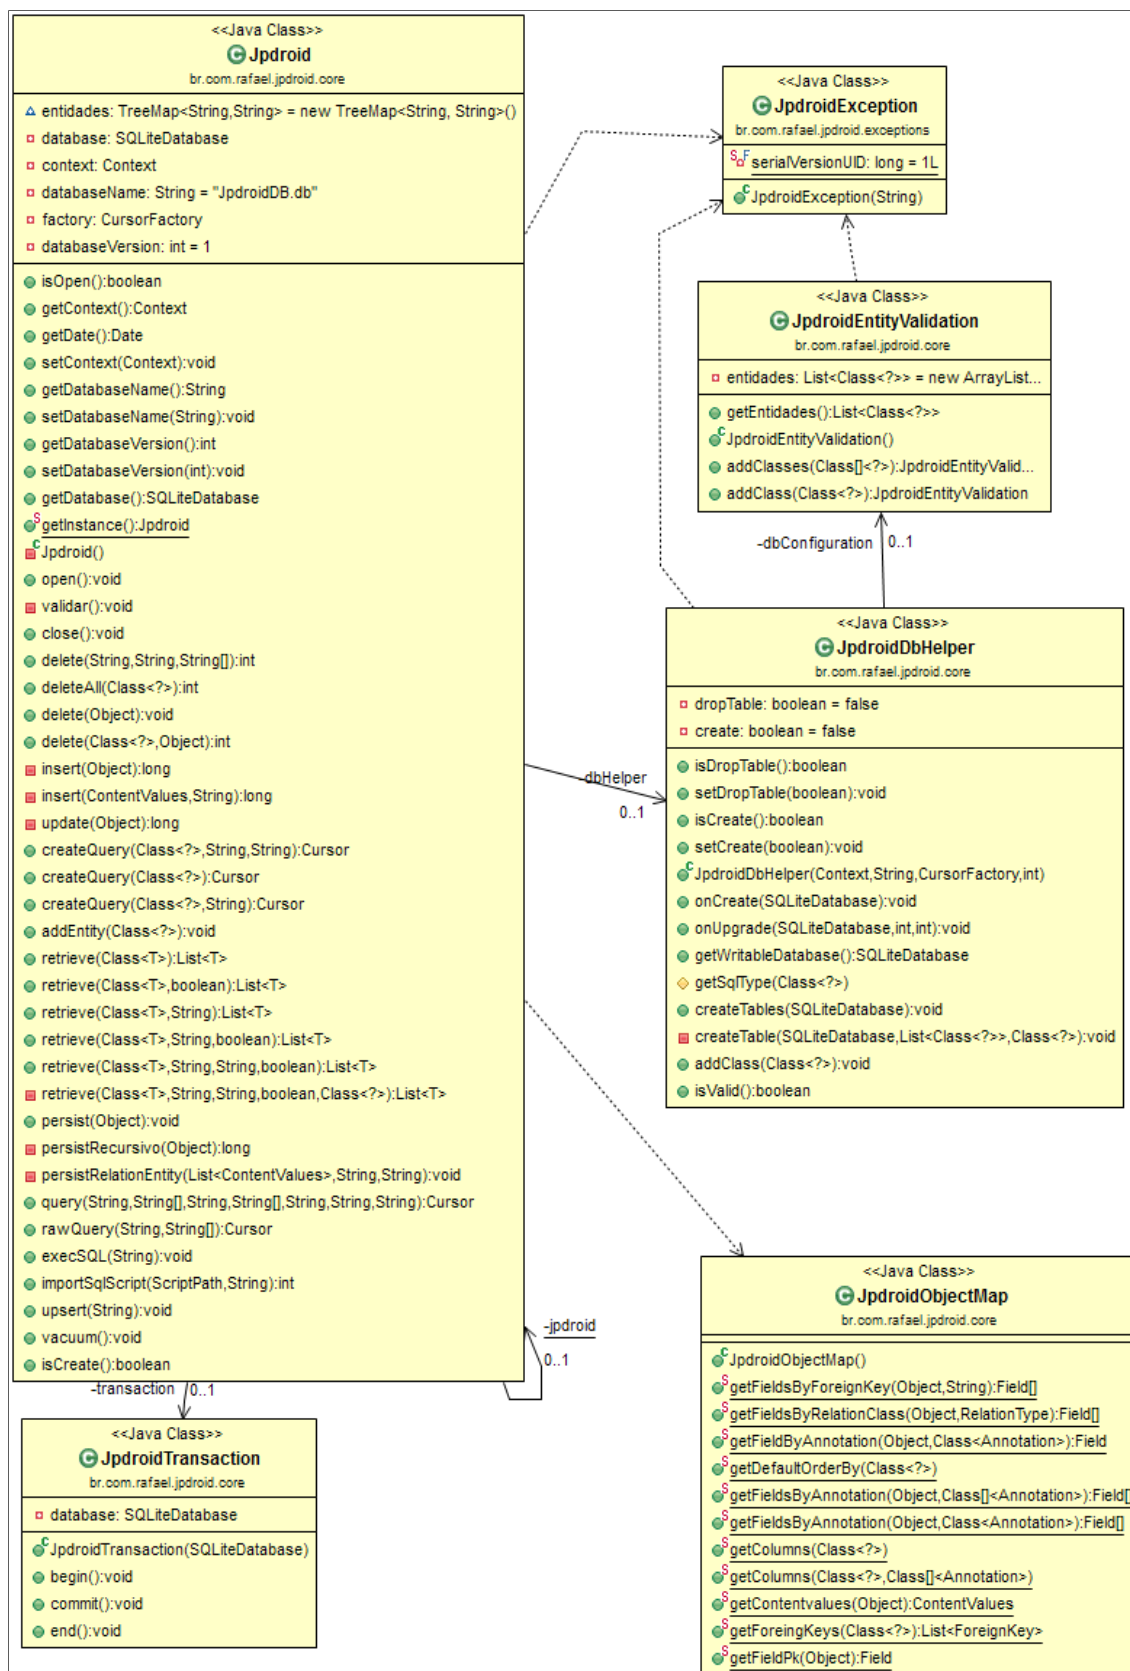 <<Java Class>>
Jpdroid
br.com.rafael.jpdroid.core
entidades: TreeMap<String,String> = new TreeMap<String, String>()
database: SQLiteDatabase
context: Context
databaseName: String = "JpdroidDB.db"
factory: CursorFactory
databaseVersion: int = 1
isOpen():boolean
getContext():Context
getDate():Date
setContext(Context):void
getDatabaseName():String
setDatabaseName(String):void
getDatabaseVersion():int
setDatabaseVersion(int):void
getDatabase():SQLiteDatabase
getInstance():Jpdroid
Jpdroid()
open():void
validar():void
close():void
delete(String,String,String[]):int
deleteAll(Class<?>):int
delete(Object):void
delete(Class<?>,Object):int
insert(Object):long
insert(ContentValues,String):long
update(Object):long
createQuery(Class<?>,String,String):Cursor
createQuery(Class<?>):Cursor
createQuery(Class<?>,String):Cursor
addEntity(Class<?>):void
retrieve(Class<T>):List<T>
retrieve(Class<T>,boolean):List<T>
retrieve(Class<T>,String):List<T>
retrieve(Class<T>,String,boolean):List<T>
retrieve(Class<T>,String,String,boolean):List<T>
retrieve(Class<T>,String,String,boolean,Class<?>):List<T>
persist(Object):void
persistRecursivo(Object):long
persistRelationEntity(List<ContentValues>,String,String):void
query(String,String[],String,String[],String,String,String):Cursor
rawQuery(String,String[]):Cursor
execSQL(String):void
importSqlScript(ScriptPath,String):int
upsert(String):void
vacuum():void
isCreate():boolean
<<Java Class>>
JpdroidException
br.com.rafael.jpdroid.exceptions
serialVersionUID: long = 1L
JpdroidException(String)
<<Java Class>>
JpdroidEntityValidation
br.com.rafael.jpdroid.core
entidades: List<Class<?>> = new ArrayList...
getEntidades():List<Class<?>>
JpdroidEntityValidation()
addClasses(Class[]<?>):JpdroidEntityValid...
addClass(Class<?>):JpdroidEntityValidation
-dbConfiguration 0..1
<<Java Class>>
JpdroidDbHelper
br.com.rafael.jpdroid.core
dropTable: boolean = false
create: boolean = false
isDropTable():boolean
setDropTable(boolean):void
isCreate():boolean
setCreate(boolean):void
JpdroidDbHelper(Context,String,CursorFactory,int)
onCreate(SQLiteDatabase):void
onUpgrade(SQLiteDatabase,int,int):void
getWritableDatabase():SQLiteDatabase
getSqlType(Class<?>)
createTables(SQLiteDatabase):void
createTable(SQLiteDatabase,List<Class<?>>,Class<?>):void
addClass(Class<?>):void
isValid():boolean
-dbHelper
0..1
-jpdroid
0..1
-transaction 0..1
<<Java Class>>
JpdroidTransaction
br.com.rafael.jpdroid.core
database: SQLiteDatabase
JpdroidTransaction(SQLiteDatabase)
begin():void
commit():void
end():void
<<Java Class>>
JpdroidObjectMap
br.com.rafael.jpdroid.core
JpdroidObjectMap()
getFieldsByForeignKey(Object,String):Field[]
getFieldsByRelationClass(Object,RelationType):Field[]
getFieldByAnnotation(Object,Class<Annotation>):Field
getDefaultOrderBy(Class<?>)
getFieldsByAnnotation(Object,Class[]<Annotation>):Field[]
getFieldsByAnnotation(Object,Class<Annotation>):Field[]
getColumns(Class<?>)
getColumns(Class<?>,Class[]<Annotation>)
getContentvalues(Object):ContentValues
getForeingKeys(Class<?>):List<ForeignKey>
getFieldPk(Object):Field